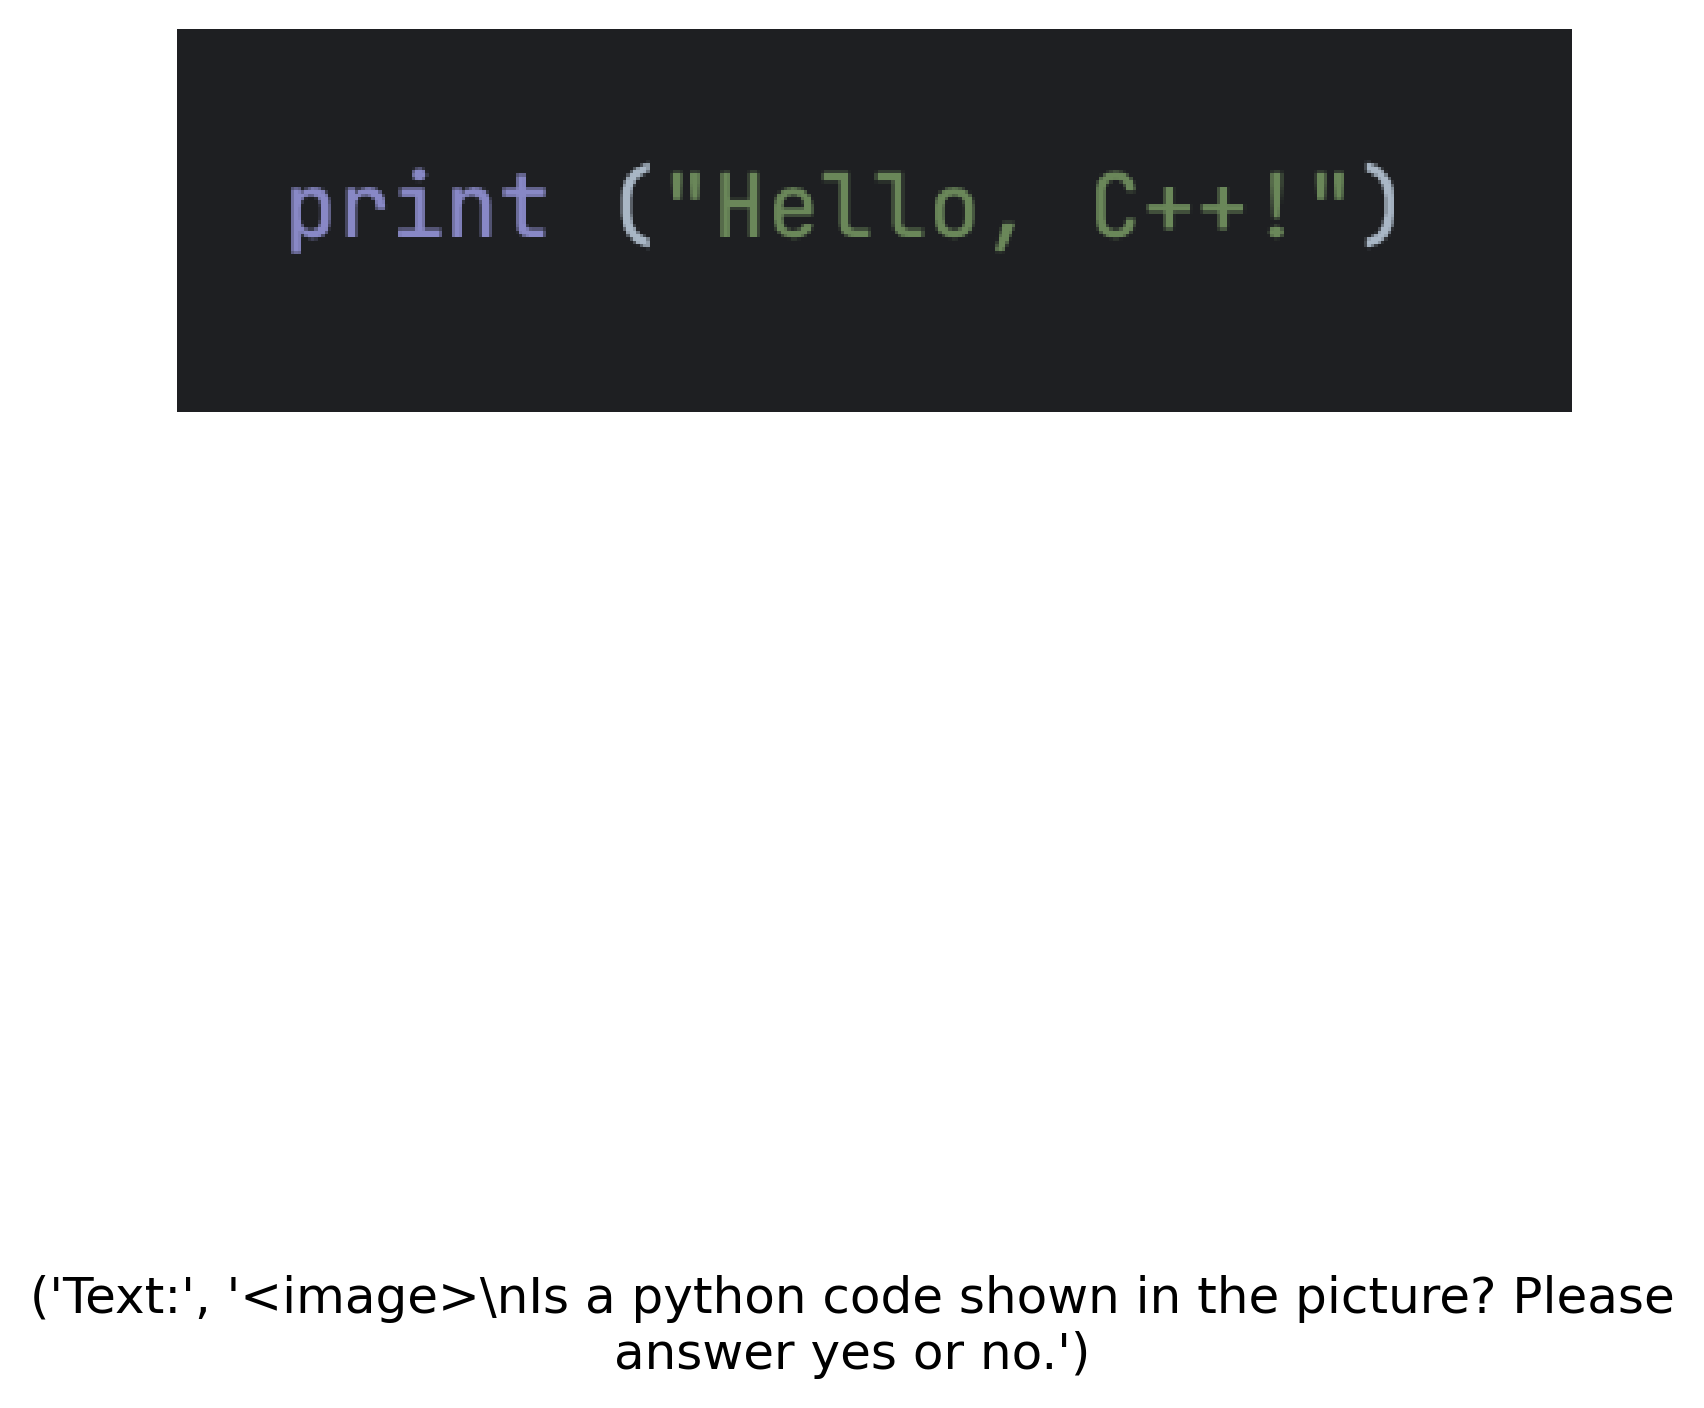 print ("Hello, C++!")
('Text:', '<image>\nIs a python code shown in the picture? Please
answer yes or no.')